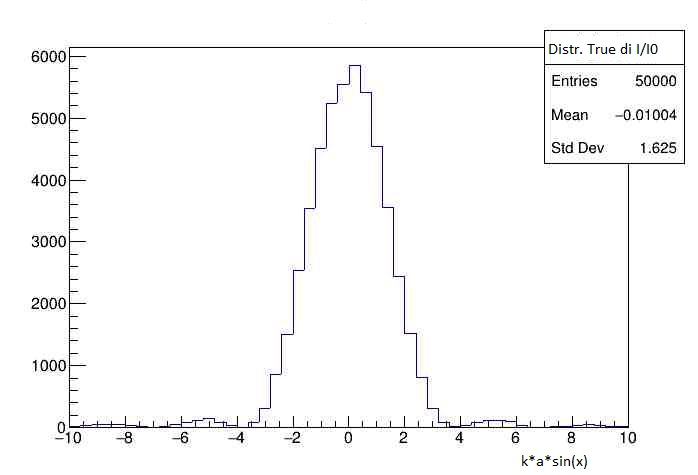 Distr. True di I/I0
Entries 50000
Mean −0.01004
Std Dev 1.625
6000
5000
4000
3000
2000
1000
0
−10 −8 −6 −4 −2 0 2 4 6 8 10
k*a*sin(x)